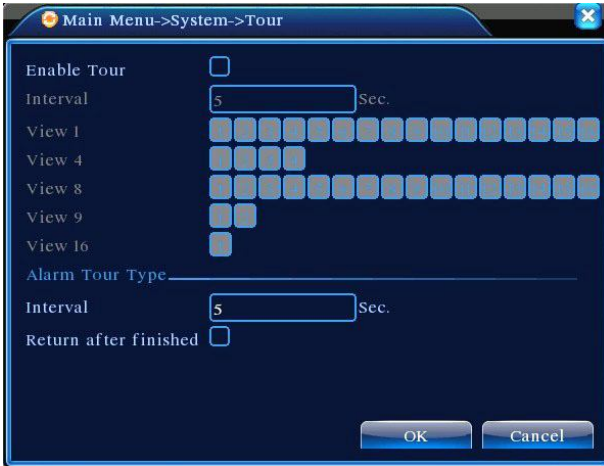 Main Menu->System->Tour
Enable Tour
Interval 5 Sec.
View 1
View 4
View 8
View 9
View 16
Alarm Tour Type
Interval 5 Sec.
Return after finished
OK Cancel